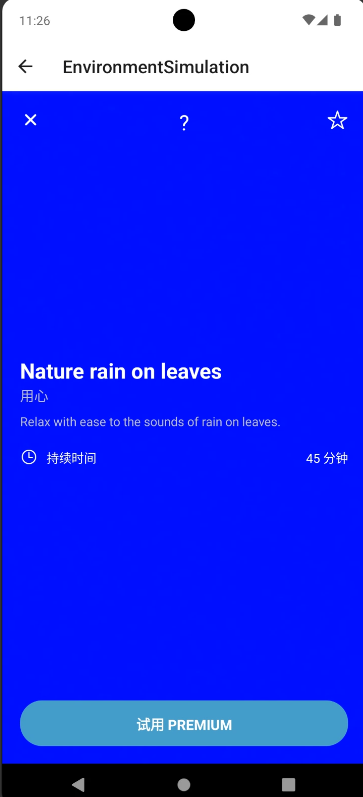 11:26
EnvironmentSimulation
?
Nature rain on leaves
用心
Relax with ease to the sounds of rain on leaves.
持续时间 45 分钟
试用 PREMIUM